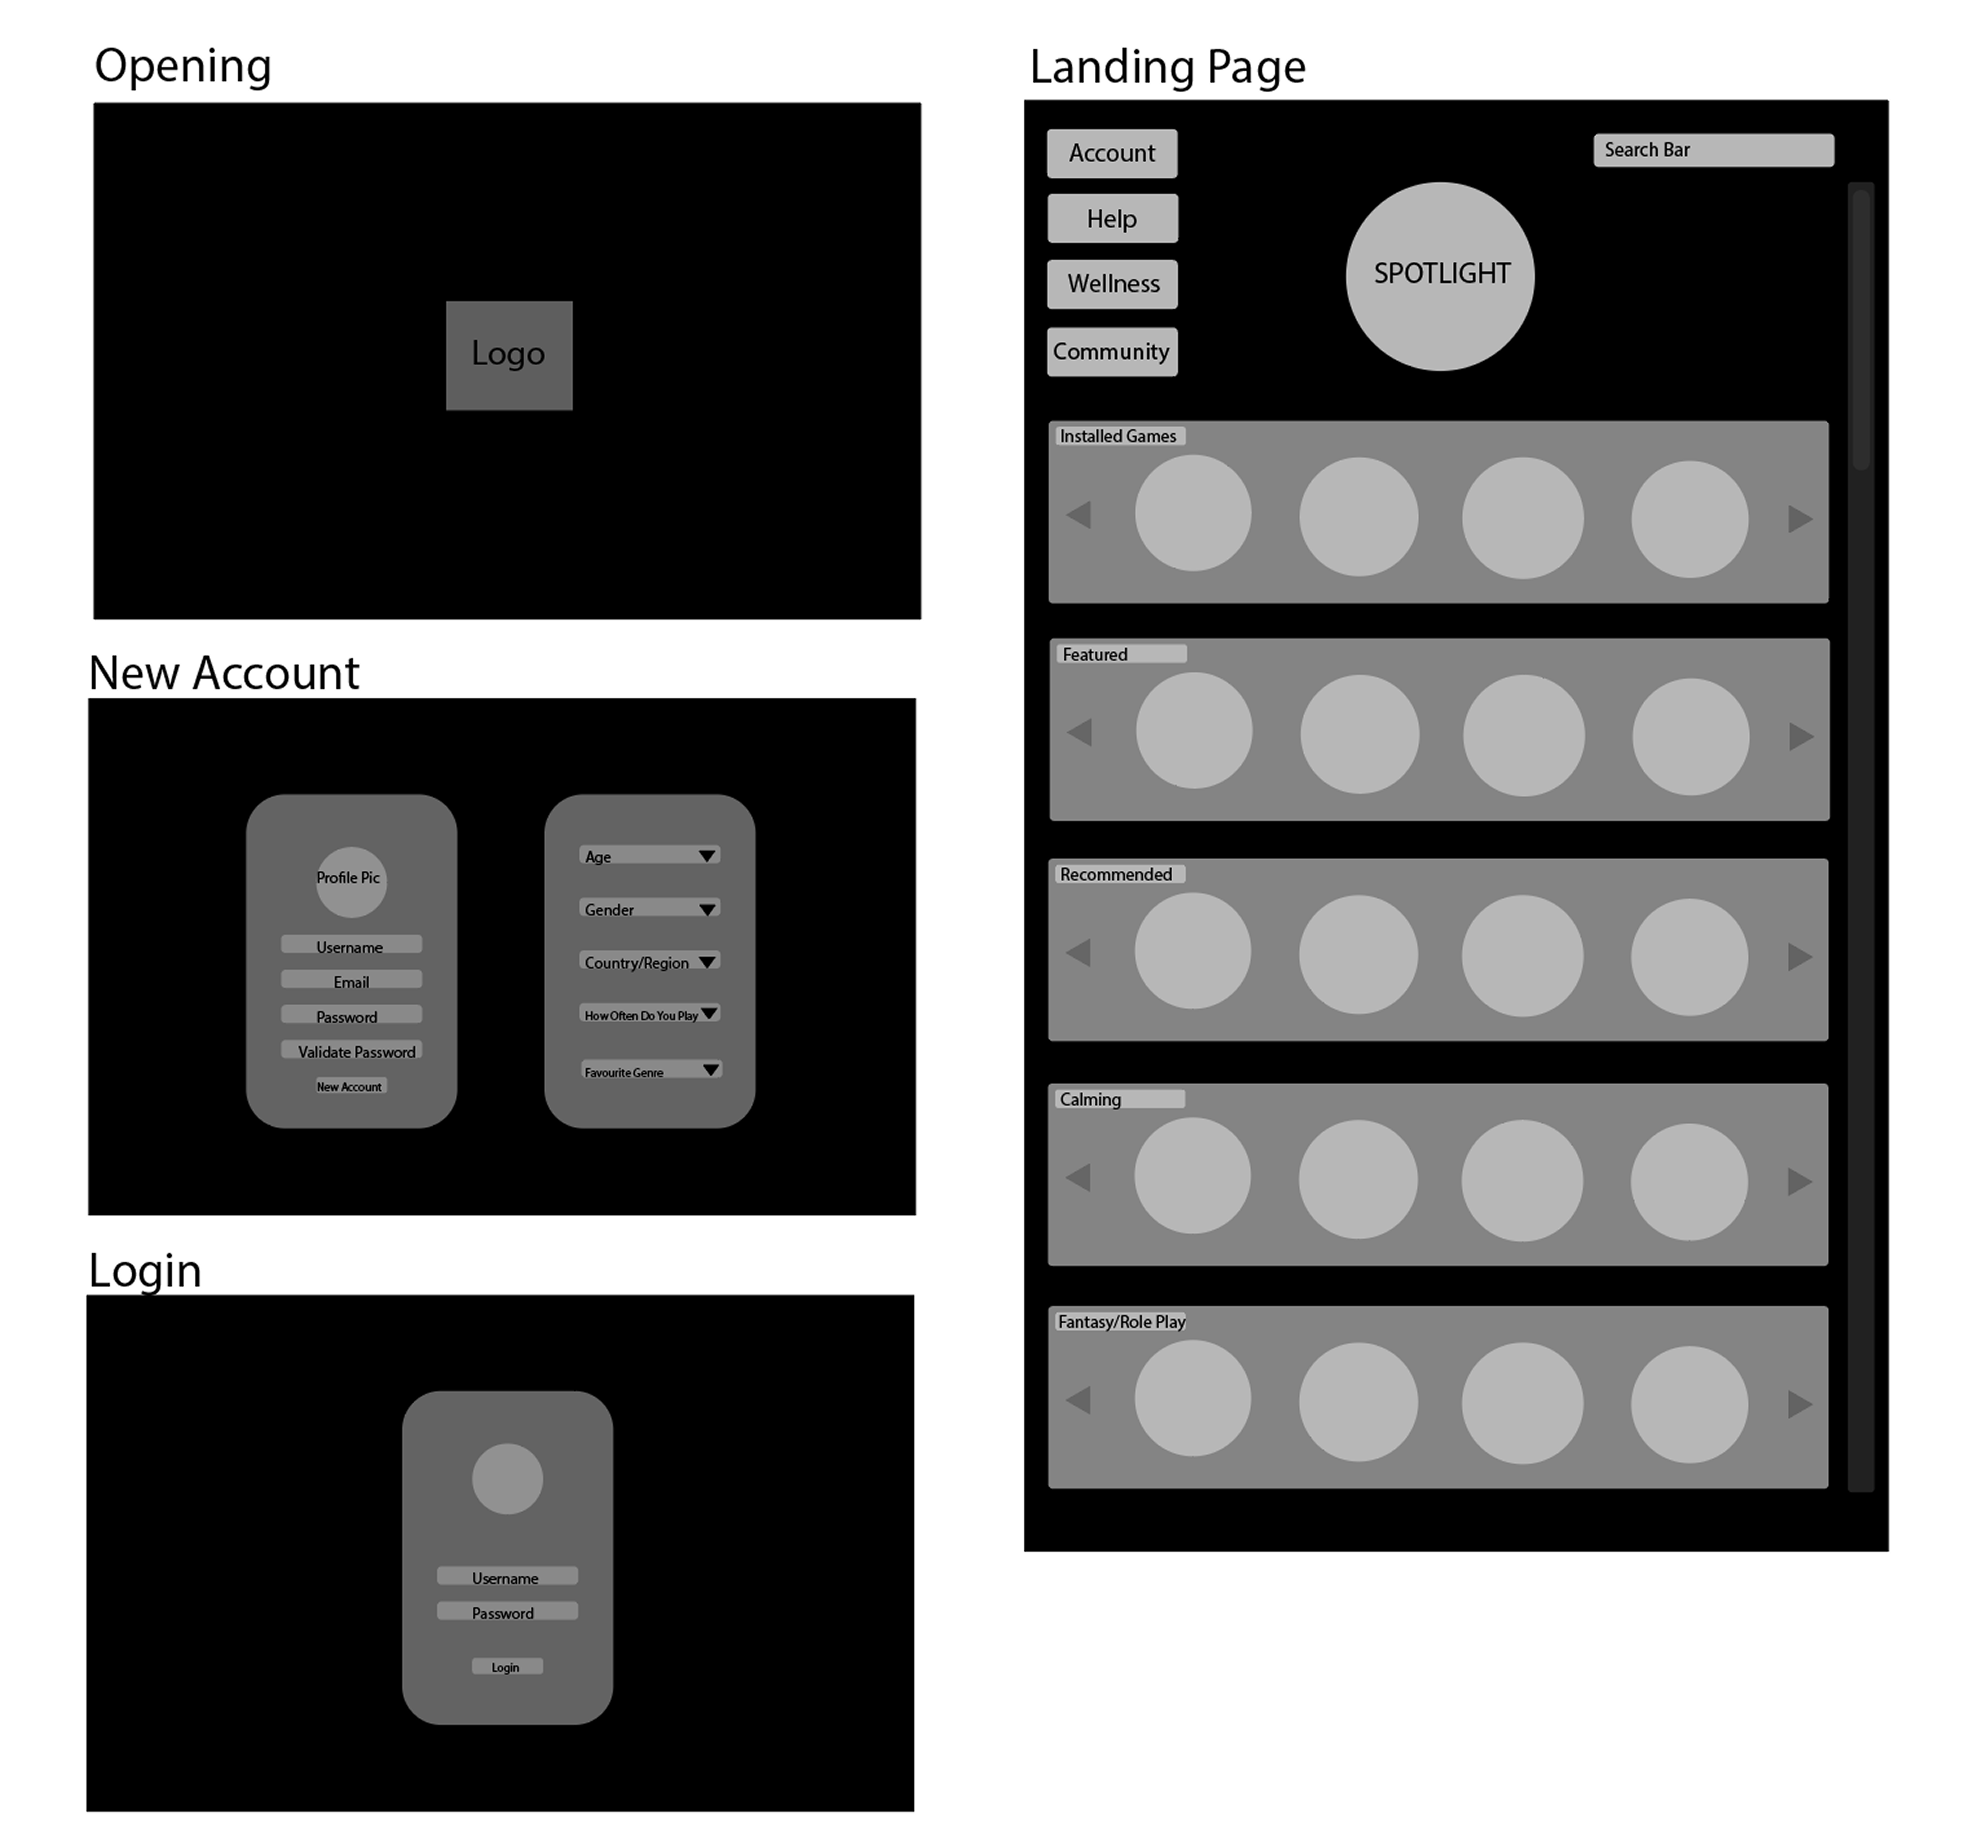 Opening
Logo
New Account
Profile Pic
Username
Email
Password
Validate Password
New Account
Age
Gender
Country/Region
How Often Do You Play
Favourite Genre
Login
Username
Password
Login
Landing Page
Account
Help
Wellness
Community
Search Bar
SPOTLIGHT
Installed Games
Featured
Recommended
Calming
Fantasy/Role Play